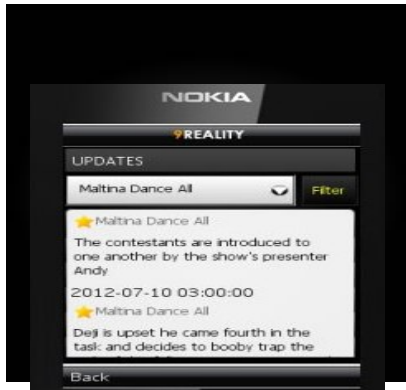 NOKIA
9REALITY
UPDATES
Maltina Dance All
Filter
Maltina Dance All
The contestants are introduced to
one another by the show's presenter
Andy
2012-07-10 03:00:00
Maltina Dance All
Deji is upset he came fourth in the
task and decides to booby trap the
Back